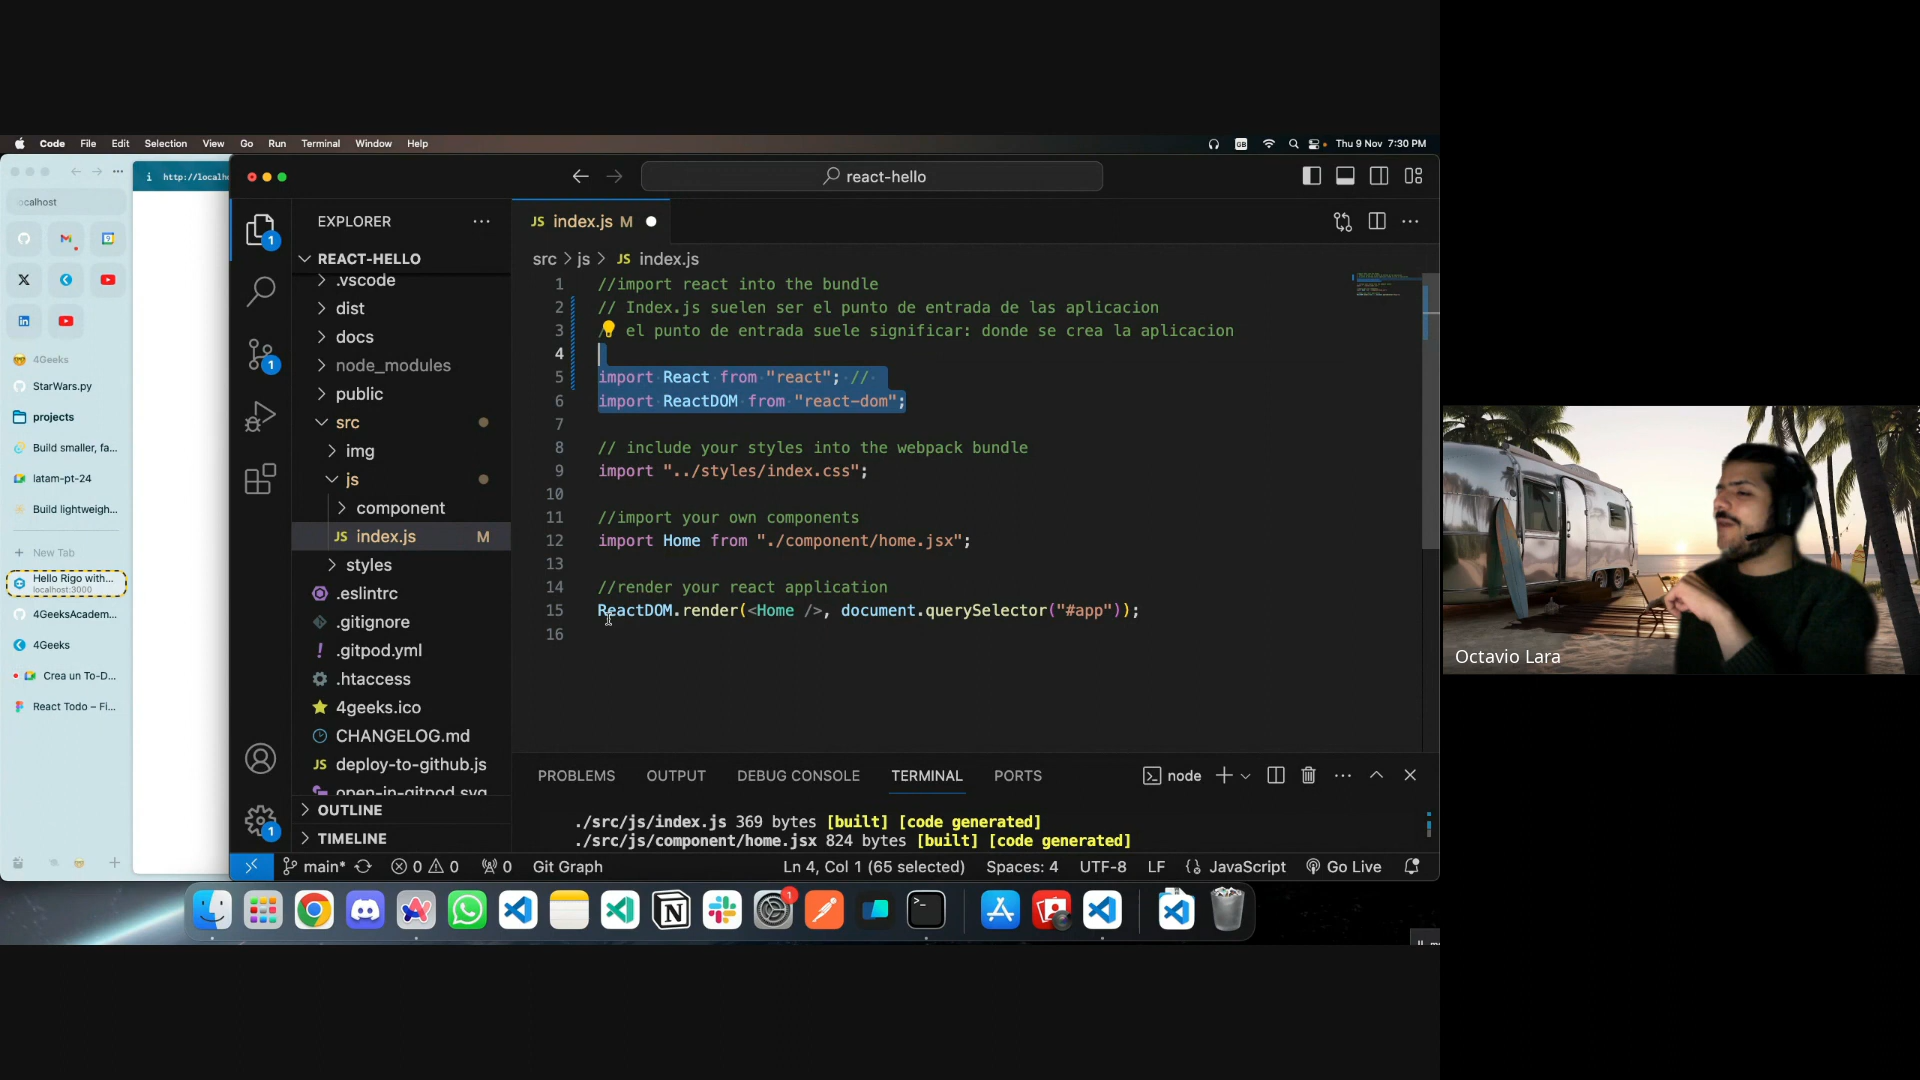 Code File Edit Selection View Go Run Terminal Window Help
GB
Thu 9 Nov 7:30 PM
http://localh
ocalhost
4Geeks
StarWars.py
projects
Build smaller, fa...
latam-pt-24
Build lightweigh...
New Tab
Hello Rigo with...
localhost:3000
4GeeksAcadem...
4Geeks
Crea un To-D...
React Todo – Fi...
react-hello
EXPLORER
REACT-HELLO
.vscode
dist
docs
node_modules
public
src
img
js
component
JS index.js M
styles
.eslintrc
.gitignore
.gitpod.yml
.htaccess
4geeks.ico
CHANGELOG.md
JS deploy-to-github.js
open-in-gitpod.svg
OUTLINE
TIMELINE
JS index.js M
src > js > JS index.js
1 //import react into the bundle
2 // Index.js suelen ser el punto de entrada de las aplicacion
3 / el punto de entrada suele significar: donde se crea la aplicacion
4
5 import React from "react"; //
6 import ReactDOM from "react-dom";
7
8 // include your styles into the webpack bundle
9 import "../styles/index.css";
10
11 //import your own components
12 import Home from "./component/home.jsx";
13
14 //render your react application
15 ReactDOM.render(<Home />, document.querySelector("#app"));
16
PROBLEMS OUTPUT DEBUG CONSOLE TERMINAL PORTS
node
./src/js/index.js 369 bytes [built] [code generated]
./src/js/component/home.jsx 824 bytes [built] [code generated]
main* 0 0 0 Git Graph
Ln 4, Col 1 (65 selected) Spaces: 4 UTF-8 LF {} JavaScript Go Live
Octavio Lara